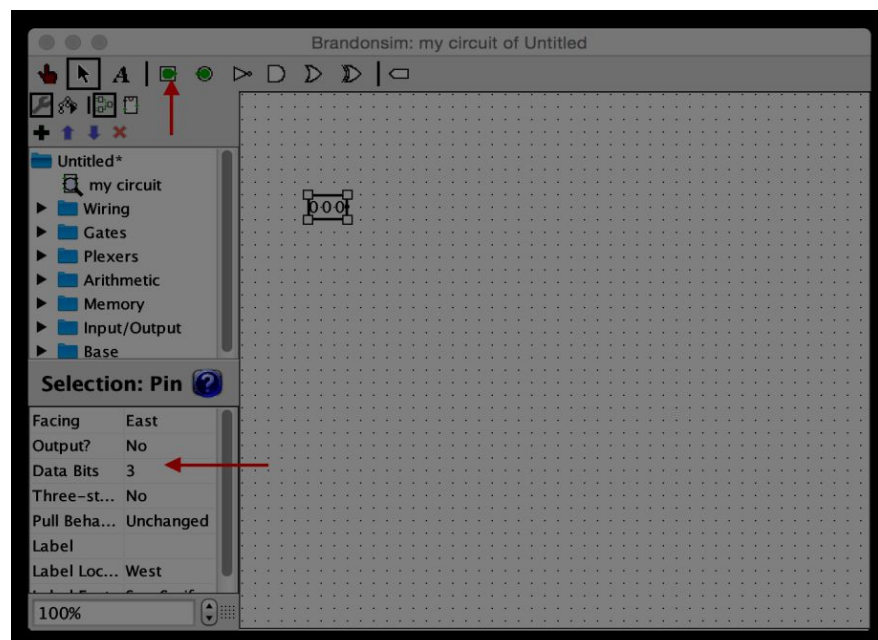 Brandonsim: my circuit of Untitled
A
Untitled*
my circuit
Wiring
Gates
Plexers
Arithmetic
Memory
Input/Output
Base
Selection: Pin ?
Facing East
Output? No
Data Bits 3
Three-st... No
Pull Beha... Unchanged
Label
Label Loc... West
100%
000